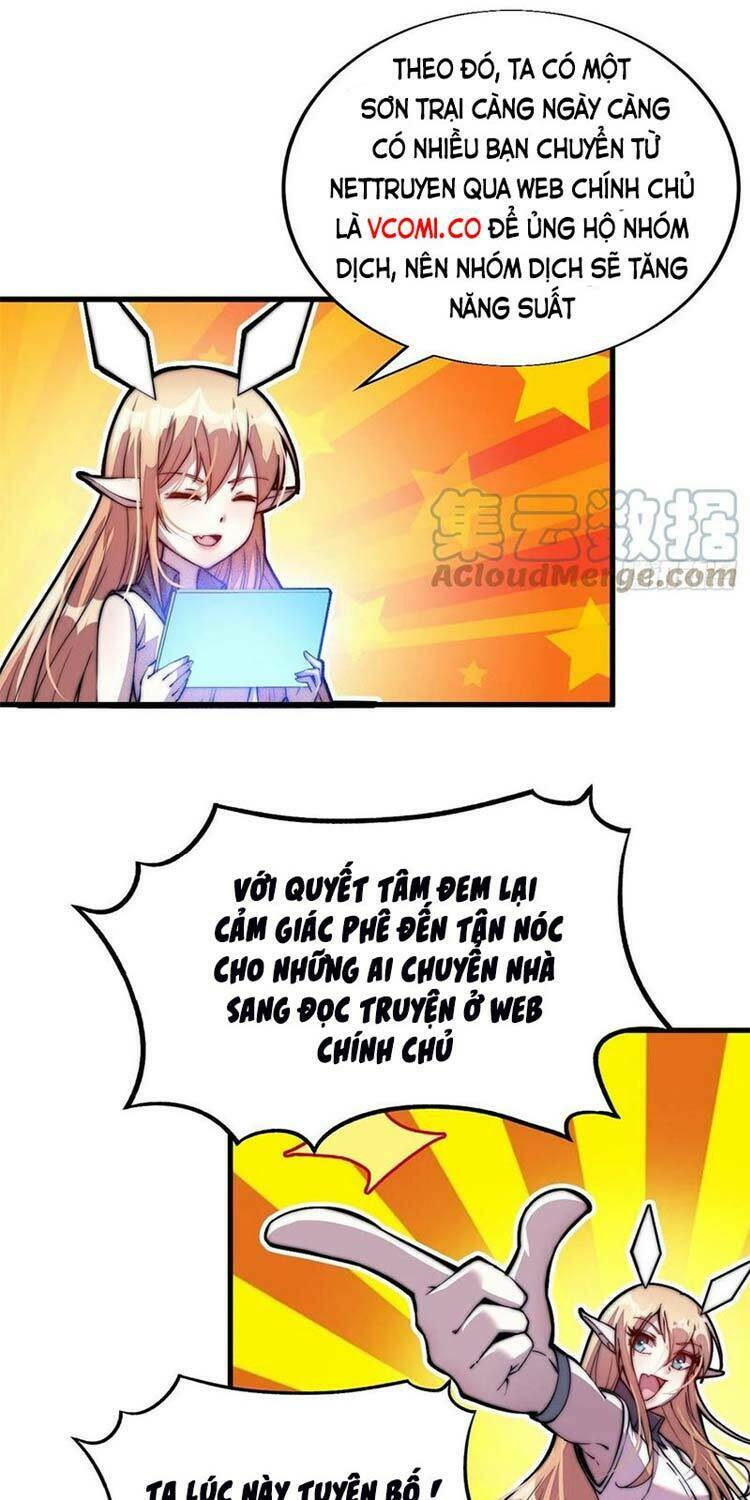 THEO ĐÓ, TA CÓ MỘT
SƠN TRẠI CÀNG NGÀY CÀNG
CÓ NHIỀU BẠN CHUYỂN TỪ
NETTRUYEN QUA WEB CHÍNH CHỦ
LÀ VCOMI.CO ĐỂ ỦNG HỘ NHÓM
DỊCH, NÊN NHÓM DỊCH SẼ TĂNG
NĂNG SUẤT
集云数据
ACloudMerge.com
VỚI QUYẾT TÂM ĐEM LẠI
CẢM GIÁC PHÊ ĐẾN TẬN NÓC
CHO NHỮNG AI CHUYỂN NHÀ
SANG ĐỌC TRUYỆN Ở WEB
CHÍNH CHỦ
TA LÚC NÀY TUYÊN BỐ !